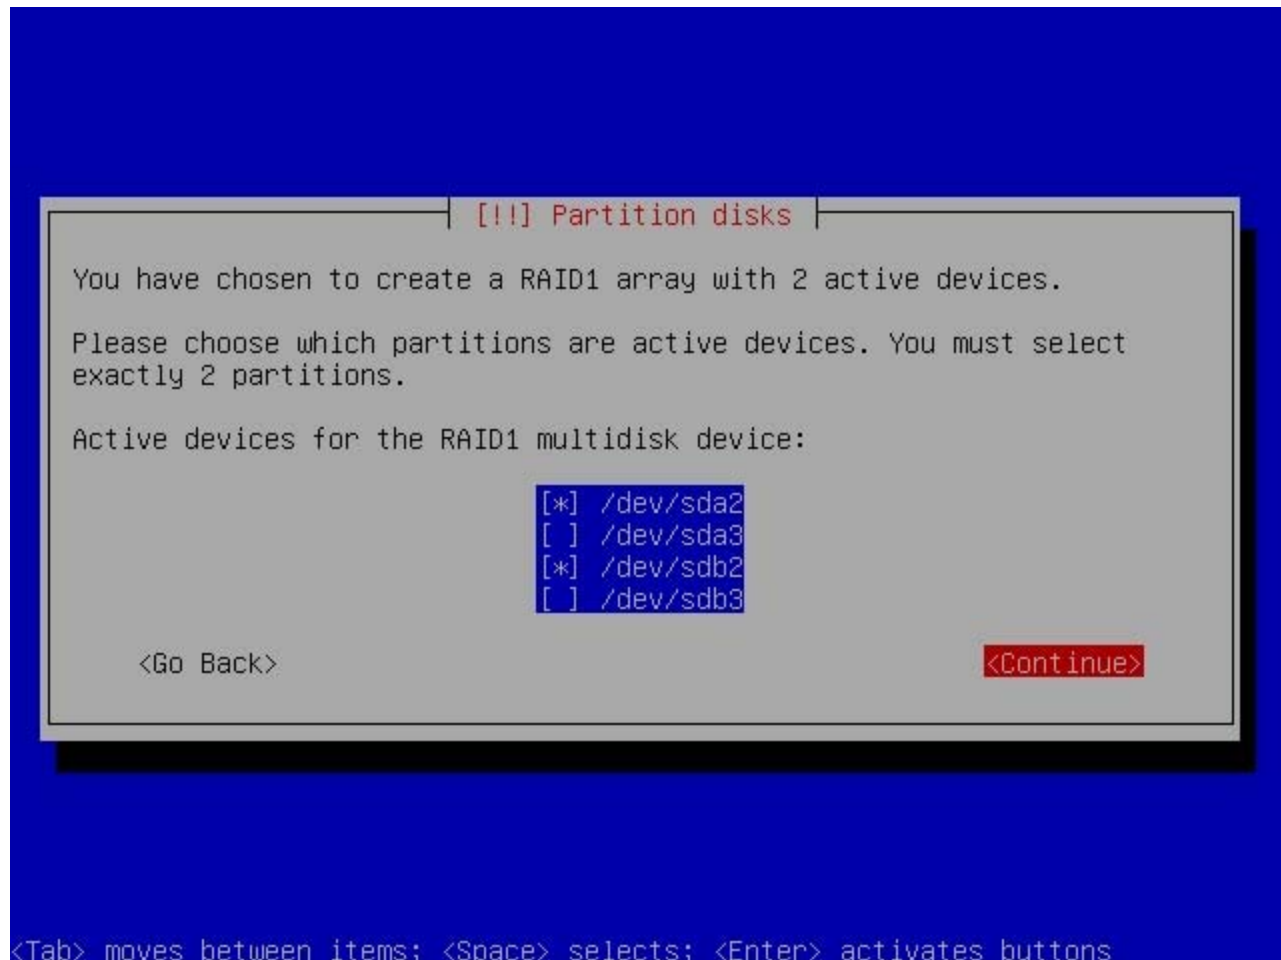 [!!] Partition disks
You have chosen to create a RAID1 array with 2 active devices.
Please choose which partitions are active devices. You must select
exactly 2 partitions.
Active devices for the RAID1 multidisk device:
[*] /dev/sda2
[ ] /dev/sda3
[*] /dev/sdb2
[ ] /dev/sdb3
<Go Back> <Continue>
<Tab> moves between items; <Space> selects; <Enter> activates buttons